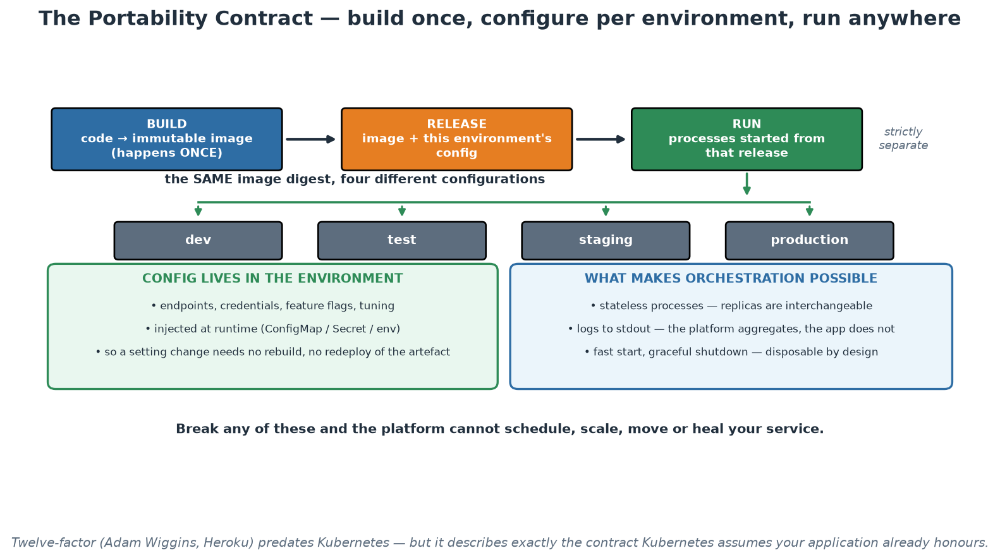 The Portability Contract — build once, configure per environment, run anywhere
BUILD
code → immutable image
(happens ONCE)
RELEASE
image + this environment's
config
RUN
processes started from
that release
strictly
separate
the SAME image digest, four different configurations
dev
test
staging
production
CONFIG LIVES IN THE ENVIRONMENT
• endpoints, credentials, feature flags, tuning
• injected at runtime (ConfigMap / Secret / env)
• so a setting change needs no rebuild, no redeploy of the artefact
WHAT MAKES ORCHESTRATION POSSIBLE
• stateless processes — replicas are interchangeable
• logs to stdout — the platform aggregates, the app does not
• fast start, graceful shutdown — disposable by design
Break any of these and the platform cannot schedule, scale, move or heal your service.
Twelve-factor (Adam Wiggins, Heroku) predates Kubernetes — but it describes exactly the contract Kubernetes assumes your application already honours.